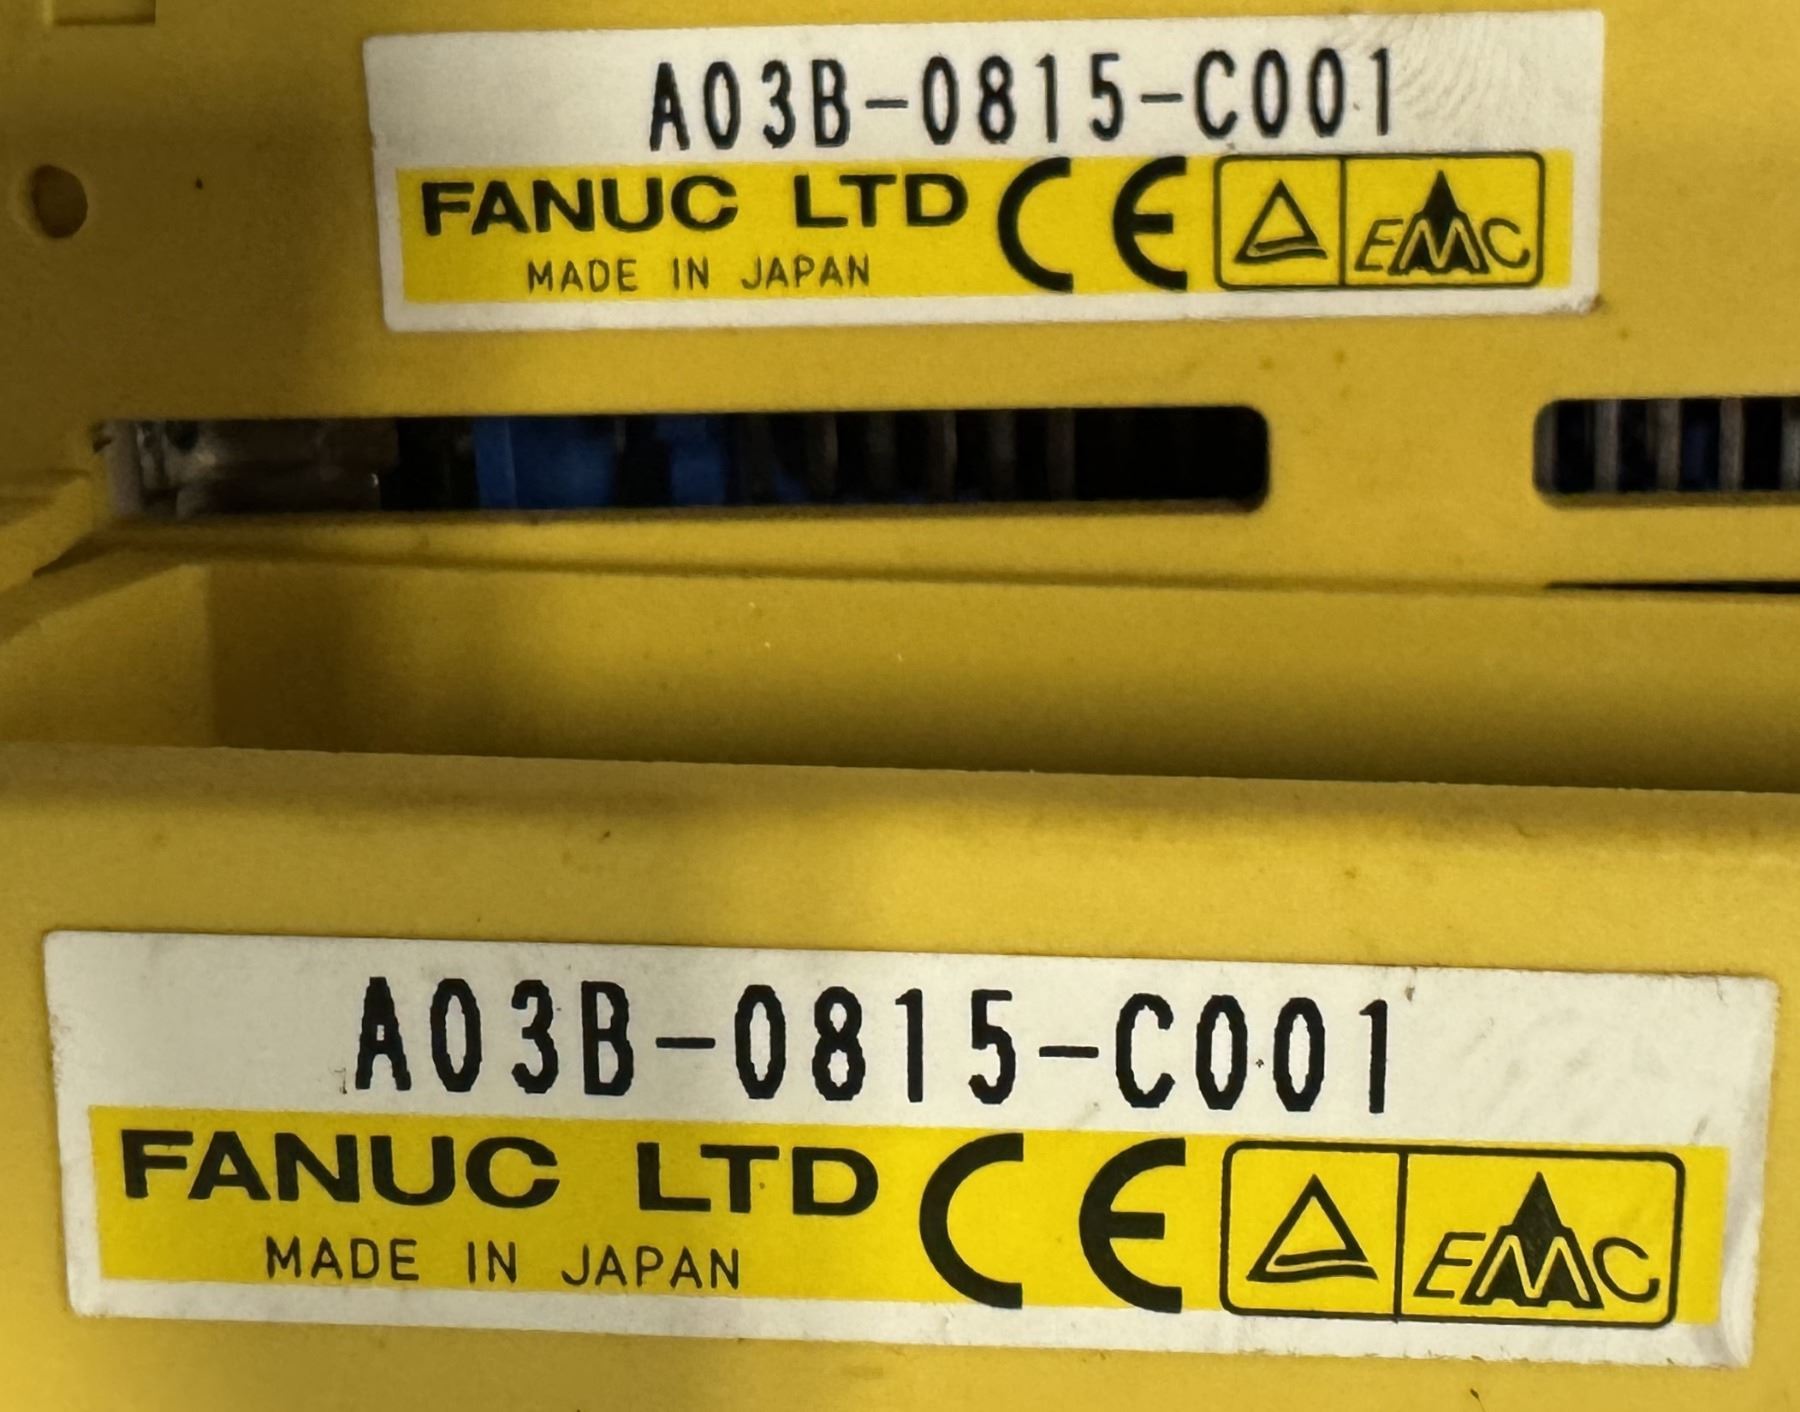 A03B-0815-C001
FANUC LTD CE EMC
MADE IN JAPAN
A03B-0815-C001
FANUC LTD CE EMC
MADE IN JAPAN